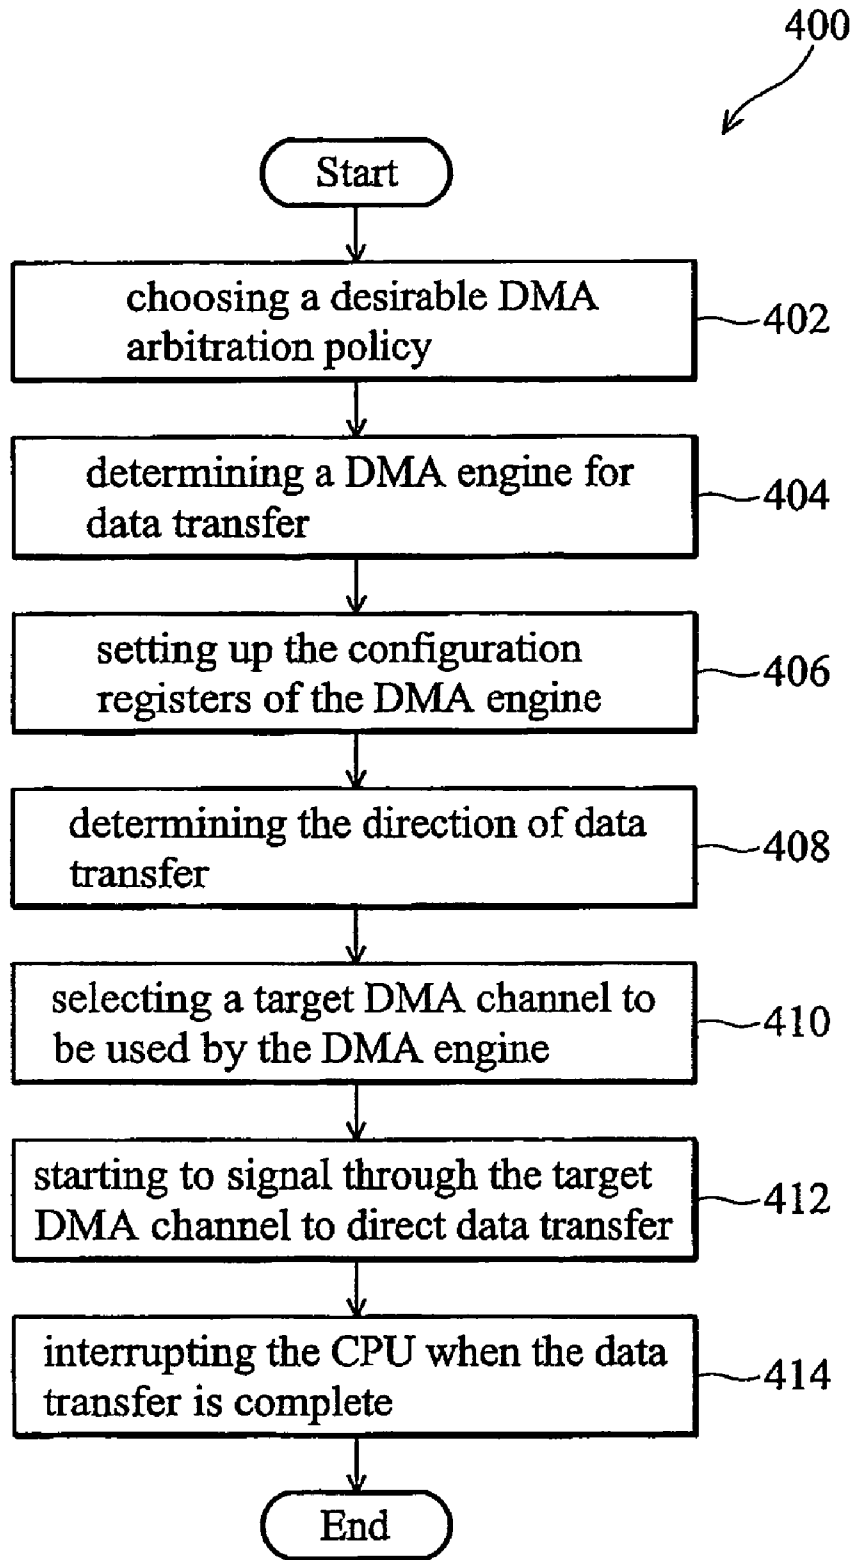 400
Start
choosing a desirable DMA
arbitration policy
402
determining a DMA engine for
data transfer
404
setting up the configuration
registers of the DMA engine
406
determining the direction of data
transfer
408
selecting a target DMA channel to
be used by the DMA engine
410
starting to signal through the target
DMA channel to direct data transfer
412
interrupting the CPU when the data
transfer is complete
414
End